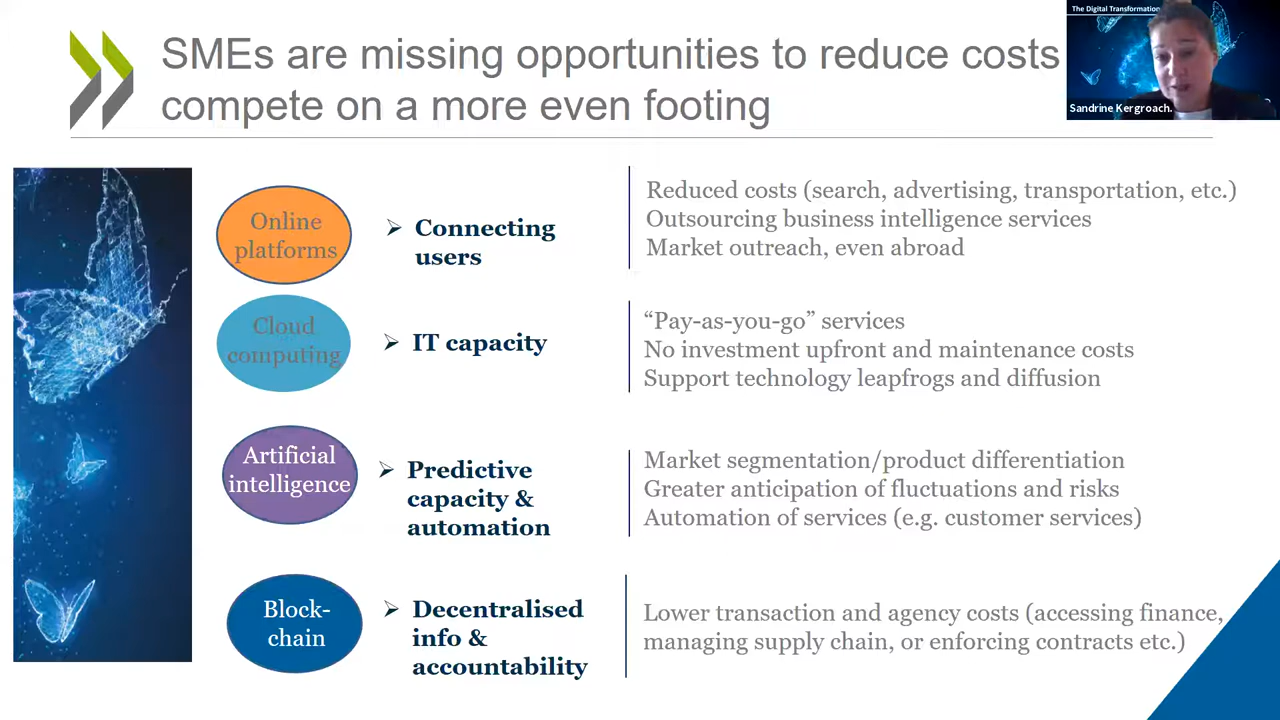 SMEs are missing opportunities to reduce costs
compete on a more even footing
The Digital Transformation
Sandrine Kergroach.
Online
platforms
➢ Connecting
users
Reduced costs (search, advertising, transportation, etc.)
Outsourcing business intelligence services
Market outreach, even abroad
Cloud
computing
➢ IT capacity
“Pay-as-you-go” services
No investment upfront and maintenance costs
Support technology leapfrogs and diffusion
Artificial
intelligence
➢ Predictive
capacity &
automation
Market segmentation/product differentiation
Greater anticipation of fluctuations and risks
Automation of services (e.g. customer services)
Block-
chain
➢ Decentralised
info &
accountability
Lower transaction and agency costs (accessing finance,
managing supply chain, or enforcing contracts etc.)